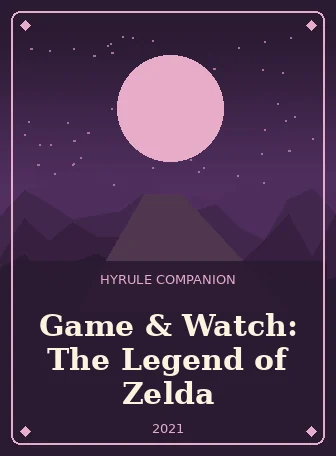 HYRULE COMPANION
Game & Watch:
The Legend of
Zelda
2021